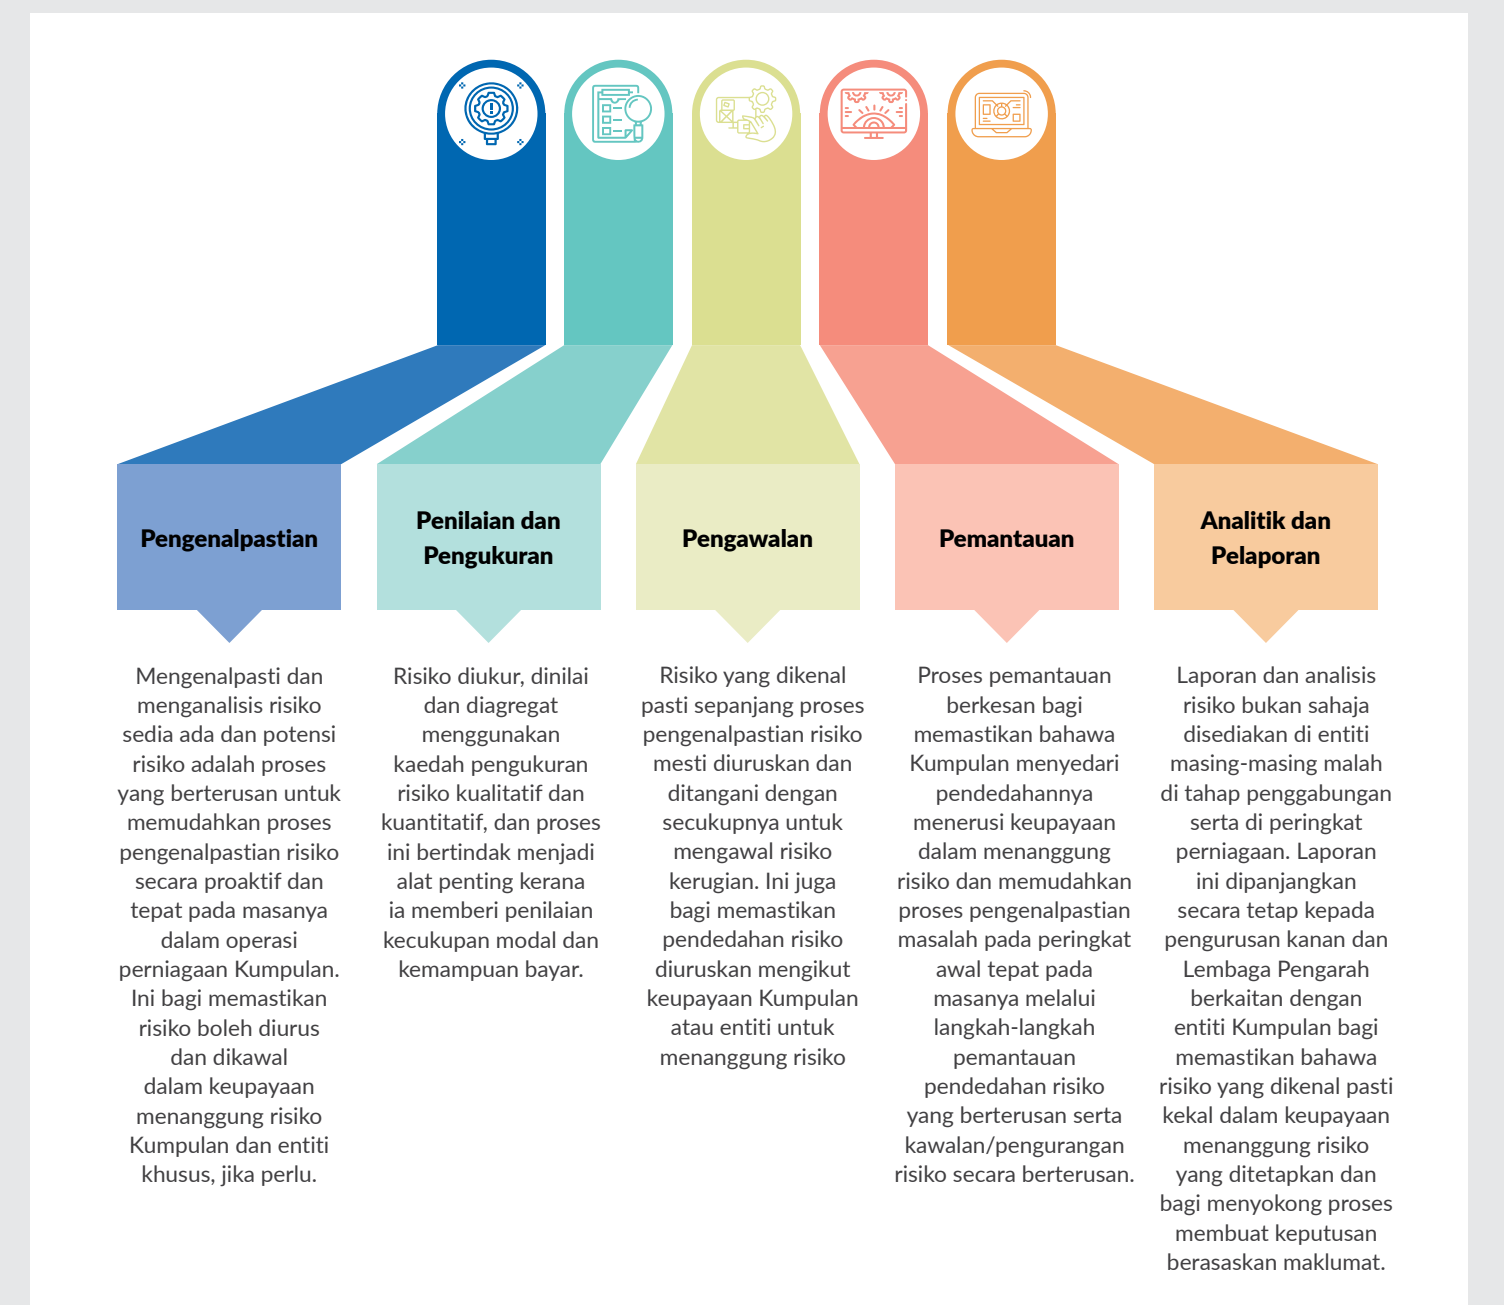 Pengenalpastian
Mengenalpasti dan
menganalisis risiko
sedia ada dan potensi
risiko adalah proses
yang berterusan untuk
memudahkan proses
pengenalpastian risiko
secara proaktif dan
tepat pada masanya
dalam operasi
perniagaan Kumpulan.
Ini bagi memastikan
risiko boleh diurus
dan dikawal
dalam keupayaan
menanggung risiko
Kumpulan dan entiti
khusus, jika perlu.
Penilaian dan
Pengukuran
Risiko diukur, dinilai
dan diagregat
menggunakan
kaedah pengukuran
risiko kualitatif dan
kuantitatif, dan proses
ini bertindak menjadi
alat penting kerana
ia memberi penilaian
kecukupan modal dan
kemampuan bayar.
Pengawalan
Risiko yang dikenal
pasti sepanjang proses
pengenalpastian risiko
mesti diuruskan dan
ditangani dengan
secukupnya untuk
mengawal risiko
kerugian. Ini juga
bagi memastikan
pendedahan risiko
diuruskan mengikut
keupayaan Kumpulan
atau entiti untuk
menanggung risiko
Pemantauan
Proses pemantauan
berkesan bagi
memastikan bahawa
Kumpulan menyedari
pendedahannya
menerusi keupayaan
dalam menanggung
risiko dan memudahkan
proses pengenalpastian
masalah pada peringkat
awal tepat pada
masanya melalui
langkah-langkah
pemantauan
pendedahan risiko
yang berterusan serta
kawalan/pengurangan
risiko secara berterusan.
Analitik dan
Pelaporan
Laporan dan analisis
risiko bukan sahaja
disediakan di entiti
masing-masing malah
di tahap penggabungan
serta di peringkat
perniagaan. Laporan
ini dipanjangkan
secara tetap kepada
pengurusan kanan dan
Lembaga Pengarah
berkaitan dengan
entiti Kumpulan bagi
memastikan bahawa
risiko yang dikenal pasti
kekal dalam keupayaan
menanggung risiko
yang ditetapkan dan
bagi menyokong proses
membuat keputusan
berasaskan maklumat.